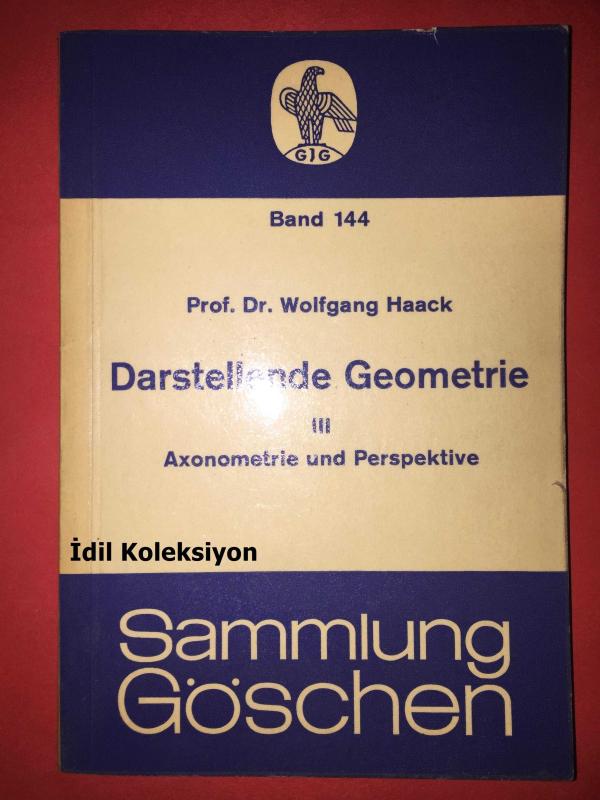 GJG
Band 144
Prof. Dr. Wolfgang Haack
Darstellende Geometrie
III
Axonometrie und Perspektive
İdil Koleksiyon
Sammlung
Göschen